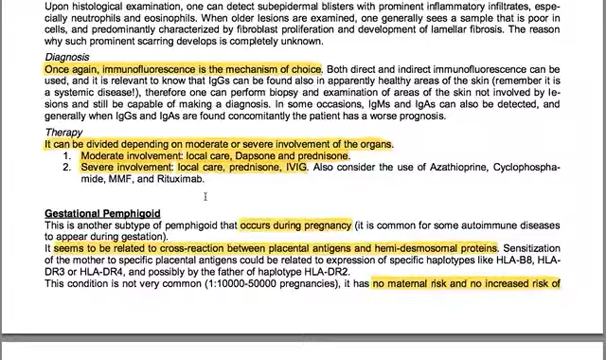 Upon histological examination, one can detect subepidermal blisters with prominent inflammatory infiltrates, espe-
cially neutrophils and eosinophils. When older lesions are examined, one generally sees a sample that is poor in
cells, and predominantly characterized by fibroblast proliferation and development of lamellar fibrosis. The reason
why such prominent scarring develops is completely unknown.
Diagnosis
Once again, immunofluorescence is the mechanism of choice. Both direct and indirect immunofluorescence can be
used, and it is relevant to know that IgGs can be found also in apparently healthy areas of the skin (remember it is
a systemic disease!), therefore one can perform biopsy and examination of areas of the skin not involved by le-
sions and still be capable of making a diagnosis. In some occasions, IgMs and IgAs can also be detected, and
generally when IgGs and IgAs are found concomitantly the patient has a worse prognosis.
Therapy
It can be divided depending on moderate or severe involvement of the organs.
1. Moderate involvement: local care, Dapsone and prednisone.
2. Severe involvement: local care, prednisone, IVIG. Also consider the use of Azathioprine, Cyclophospha-
mide, MMF, and Rituximab.
Gestational Pemphigoid
This is another subtype of pemphigoid that occurs during pregnancy (it is common for some autoimmune diseases
to appear during gestation).
It seems to be related to cross-reaction between placental antigens and hemi-desmosomal proteins. Sensitization
of the mother to specific placental antigens could be related to expression of specific haplotypes like HLA-B8, HLA-
DR3 or HLA-DR4, and possibly by the father of haplotype HLA-DR2.
This condition is not very common (1:10000-50000 pregnancies), it has no maternal risk and no increased risk of